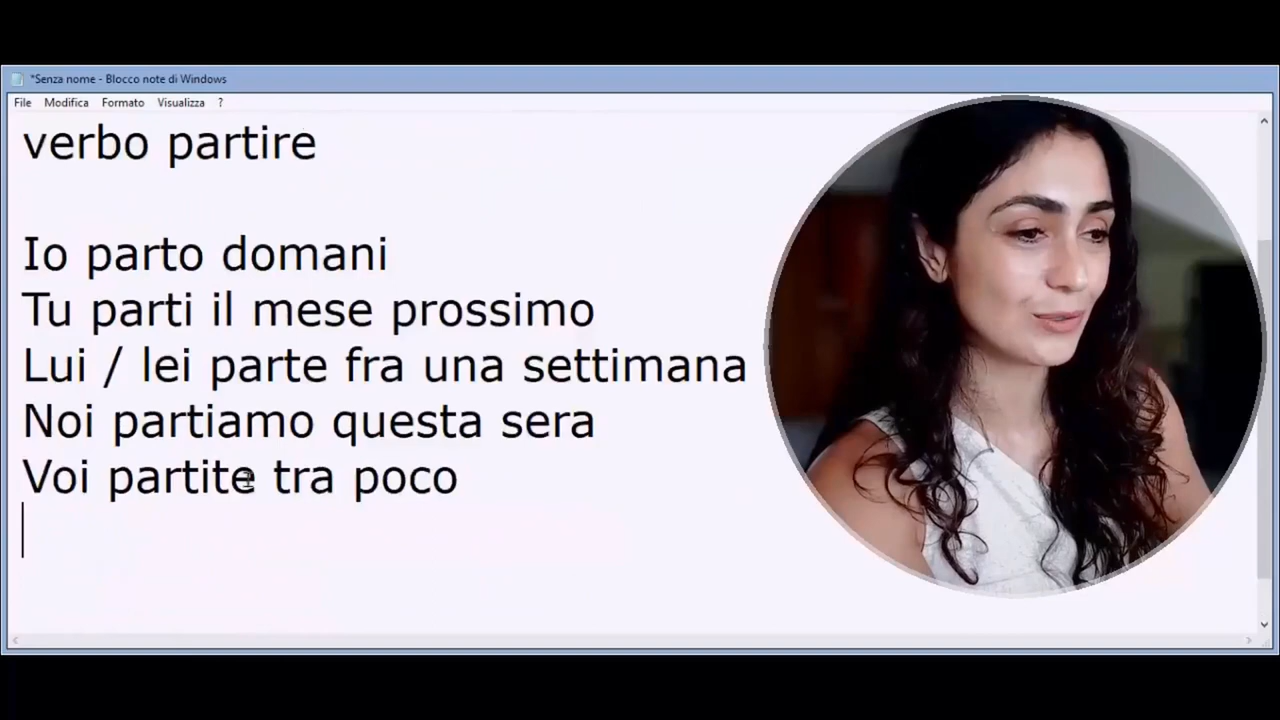 *Senza nome - Blocco note di Windows
File Modifica Formato Visualizza ?
verbo partire
Io parto domani
Tu parti il mese prossimo
Lui / lei parte fra una settimana
Noi partiamo questa sera
Voi partite tra poco